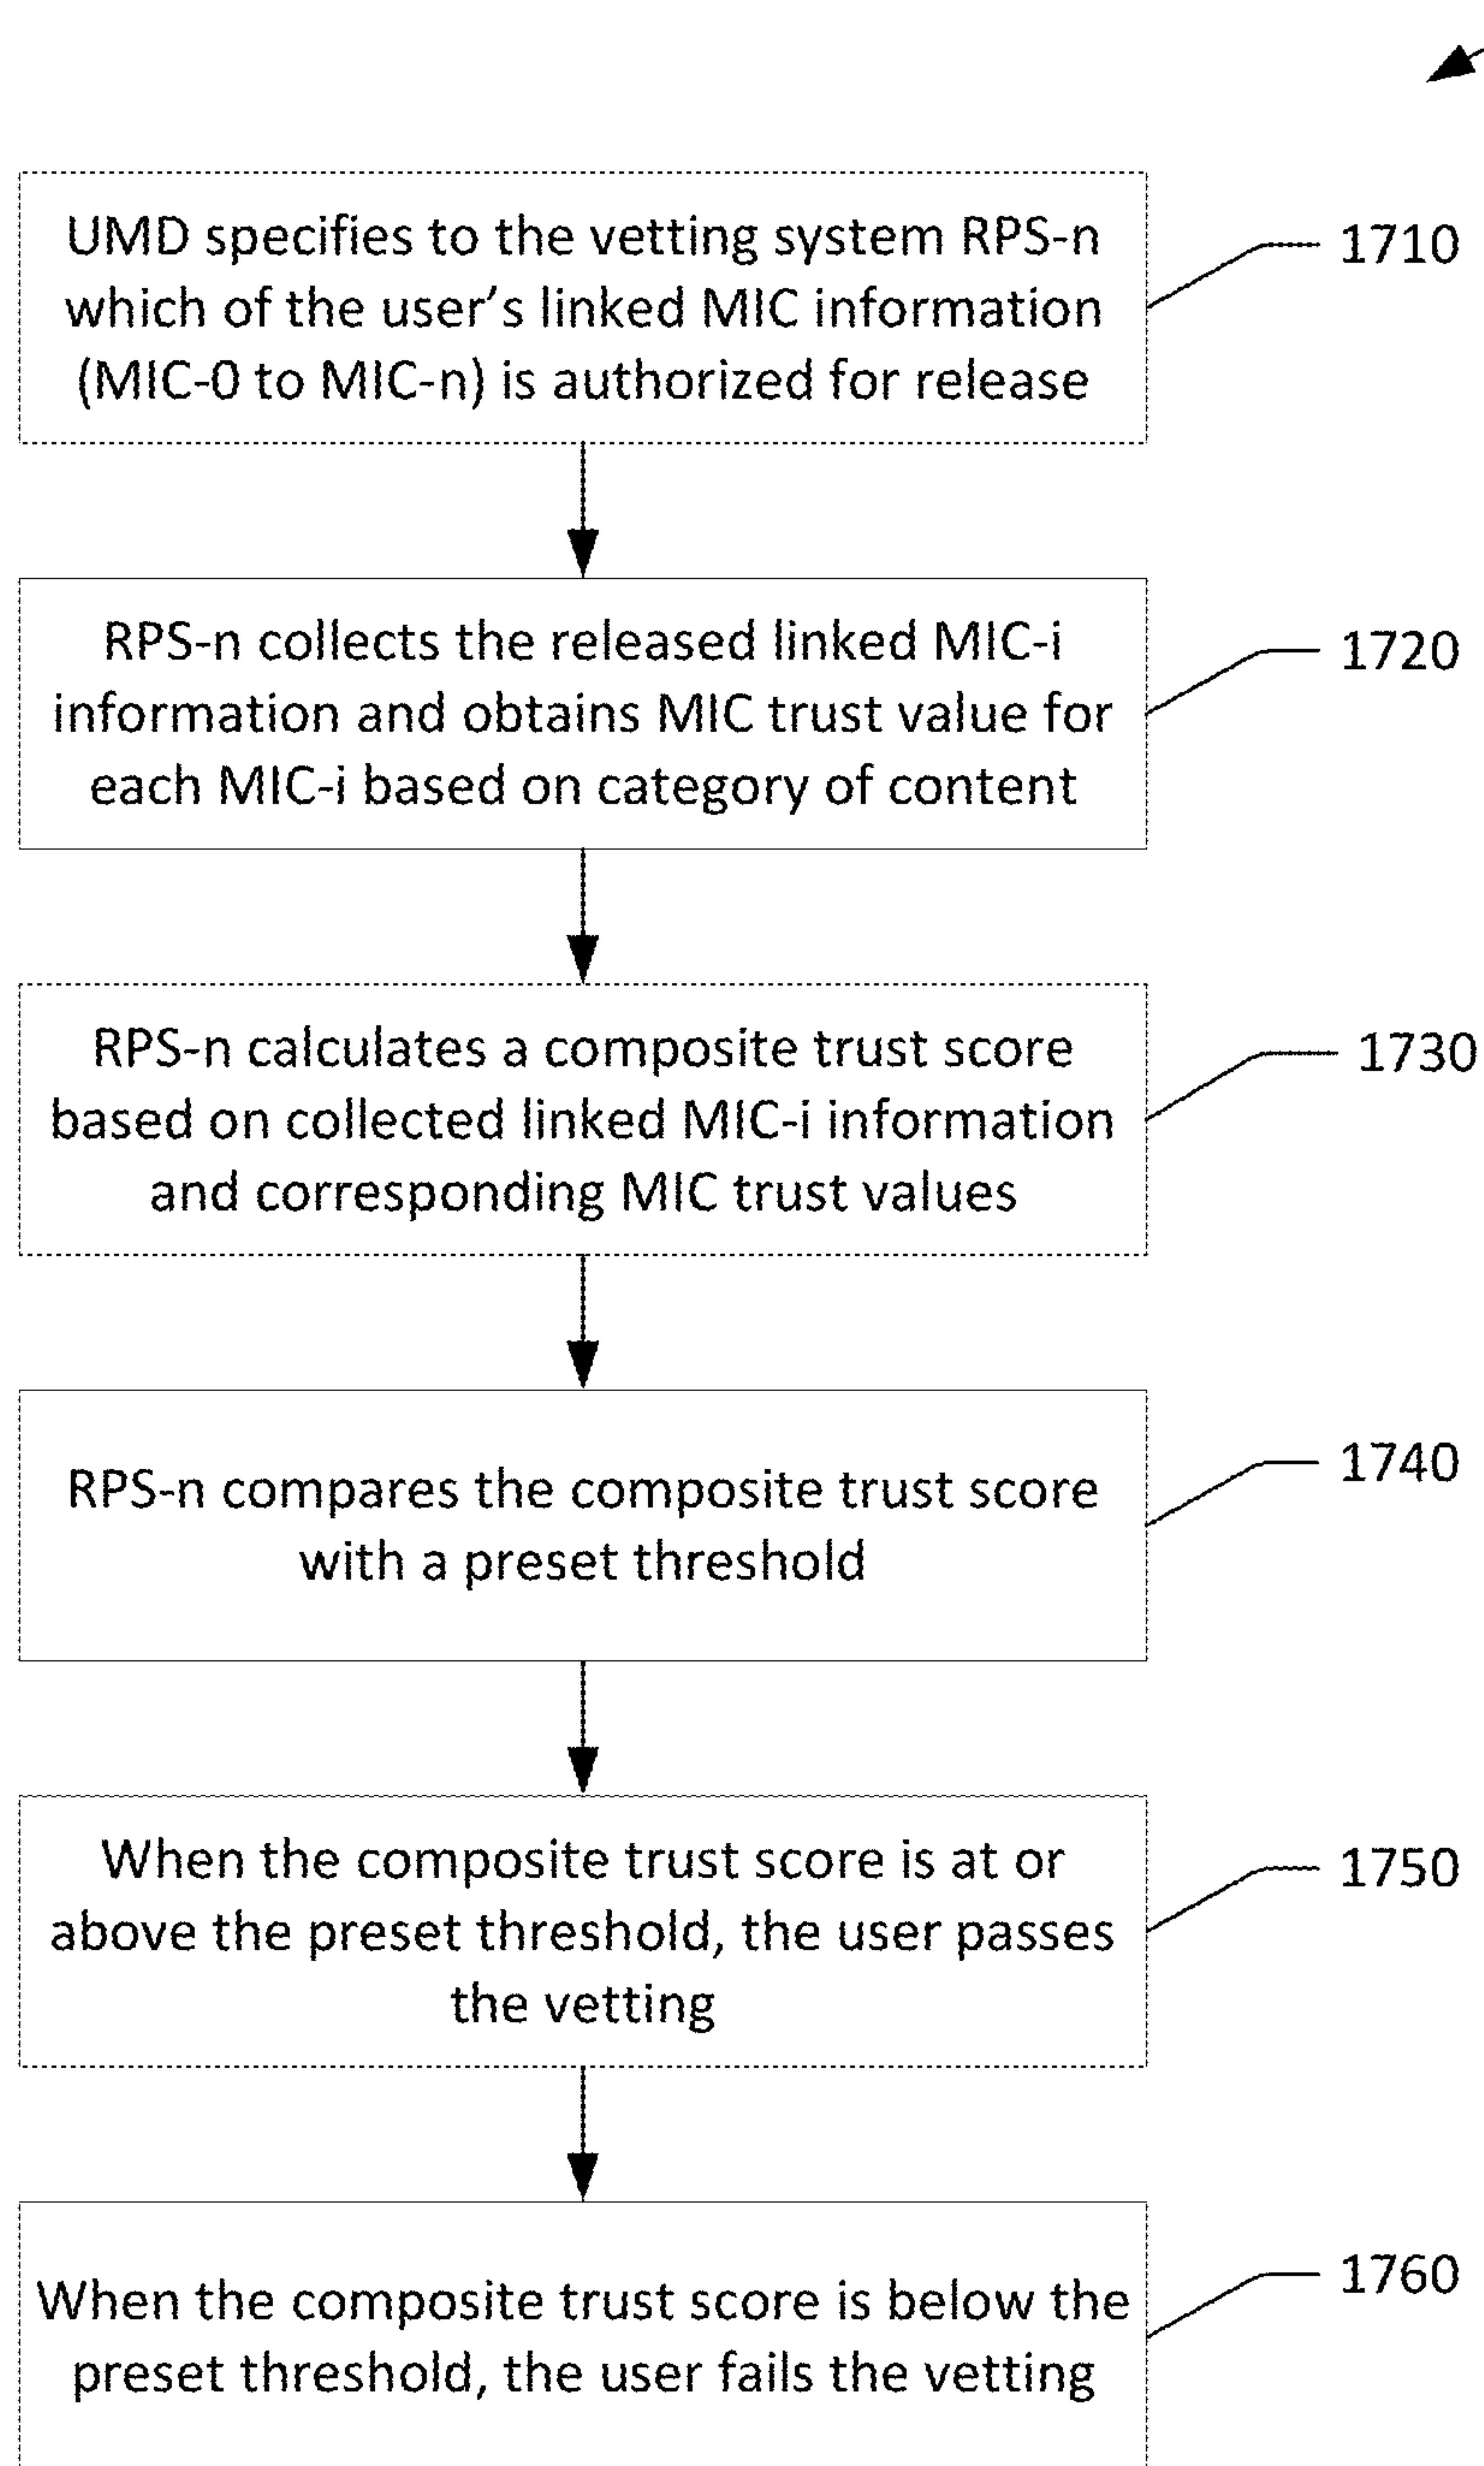 UMD specifies to the vetting system RPS-n
which of the user's linked MIC information
(MIC-0 to MIC-n) is authorized for release
1710
RPS-n collects the released linked MIC-i
information and obtains MIC trust value for
each MIC-i based on category of content
1720
RPS-n calculates a composite trust score
based on collected linked MIC-i information
and corresponding MIC trust values
1730
RPS-n compares the composite trust score
with a preset threshold
1740
When the composite trust score is at or
above the preset threshold, the user passes
the vetting
1750
When the composite trust score is below the
preset threshold, the user fails the vetting
1760